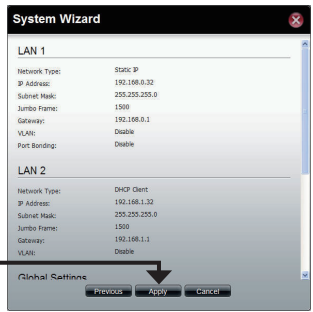 System Wizard
LAN 1
Network Type: Static IP
IP Address: 192.168.0.32
Subnet Mask: 255.255.255.0
Jumbo Frame: 1500
Gateway: 192.168.0.1
VLAN: Disable
Port Bonding: Disable
LAN 2
Network Type: DHCP Client
IP Address: 192.168.1.32
Subnet Mask: 255.255.255.0
Jumbo Frame: 1500
Gateway: 192.168.1.1
VLAN: Disable
Global Settings
Previous Apply Cancel